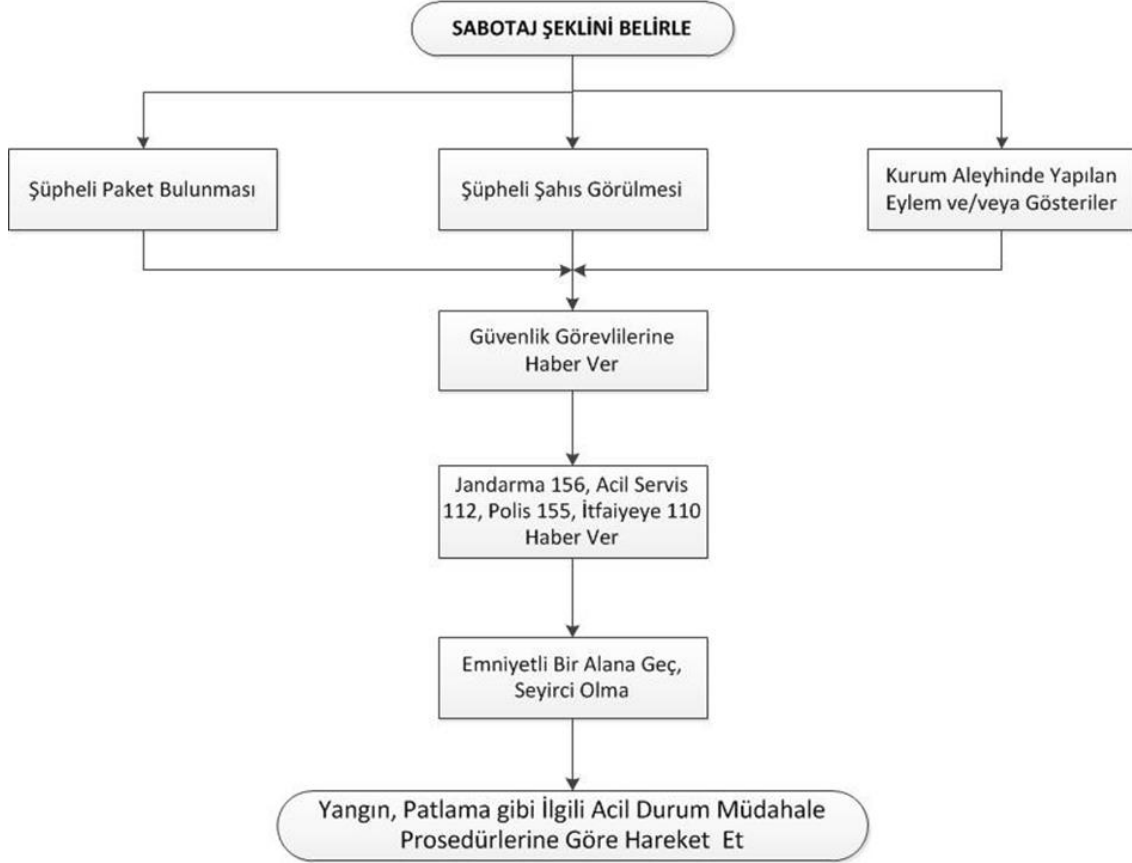 SABOTAJ ŞEKLİNİ BELİRLE
Şüpheli Paket Bulunması
Şüpheli Şahıs Görülmesi
Kurum Aleyhinde Yapılan
Eylem ve/veya Gösteriler
Güvenlik Görevlilerine
Haber Ver
Jandarma 156, Acil Servis
112, Polis 155, İtfaiyeye 110
Haber Ver
Emniyetli Bir Alana Geç,
Seyirci Olma
Yangın, Patlama gibi İlgili Acil Durum Müdahale
Prosedürlerine Göre Hareket Et